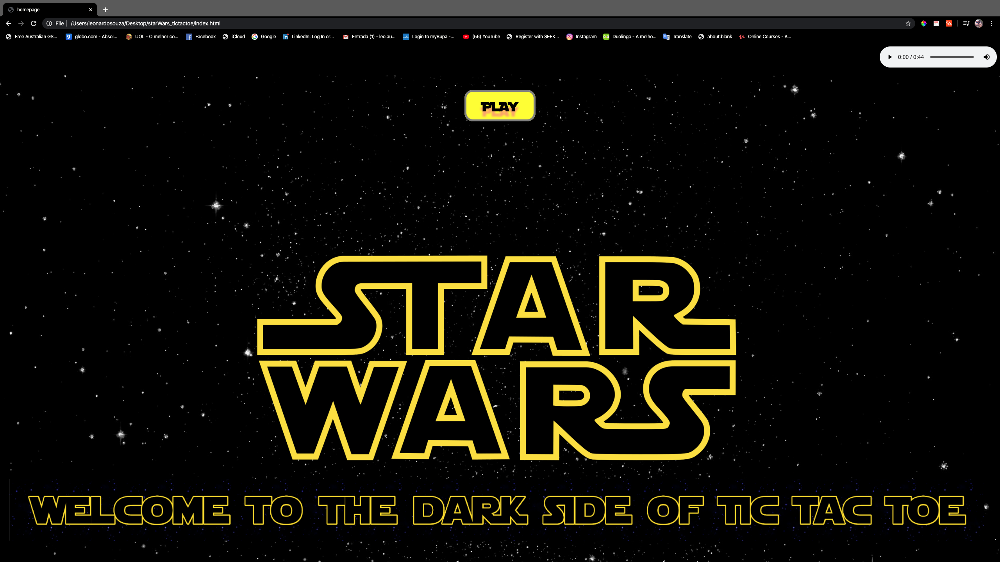 homepage
File /Users/leonardosouza/Desktop/starWars_tictactoe/index.html
Free Australian GS... globo.com - Absol... UOL - O melhor co... Facebook iCloud Google LinkedIn: Log In or... Entrada (1) - leo.au... Login to myBupa -... (56) YouTube Register with SEEK... Instagram Duolingo - A melho... Translate about:blank Online Courses - A...
0:00 / 0:44
PLAY
STAR
WARS
WELCOME TO THE DARK SIDE OF TIC TAC TOE